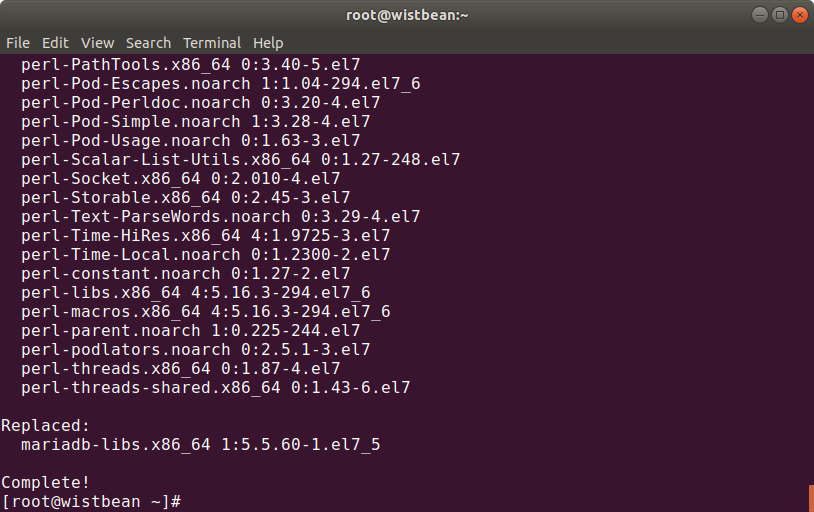 root@wistbean:~
File Edit View Search Terminal Help
perl-PathTools.x86_64 0:3.40-5.el7
perl-Pod-Escapes.noarch 1:1.04-294.el7_6
perl-Pod-Perldoc.noarch 0:3.20-4.el7
perl-Pod-Simple.noarch 1:3.28-4.el7
perl-Pod-Usage.noarch 0:1.63-3.el7
perl-Scalar-List-Utils.x86_64 0:1.27-248.el7
perl-Socket.x86_64 0:2.010-4.el7
perl-Storable.x86_64 0:2.45-3.el7
perl-Text-ParseWords.noarch 0:3.29-4.el7
perl-Time-HiRes.x86_64 4:1.9725-3.el7
perl-Time-Local.noarch 0:1.2300-2.el7
perl-constant.noarch 0:1.27-2.el7
perl-libs.x86_64 4:5.16.3-294.el7_6
perl-macros.x86_64 4:5.16.3-294.el7_6
perl-parent.noarch 1:0.225-244.el7
perl-podlators.noarch 0:2.5.1-3.el7
perl-threads.x86_64 0:1.87-4.el7
perl-threads-shared.x86_64 0:1.43-6.el7
Replaced:
mariadb-libs.x86_64 1:5.5.60-1.el7_5
Complete!
[root@wistbean ~]#